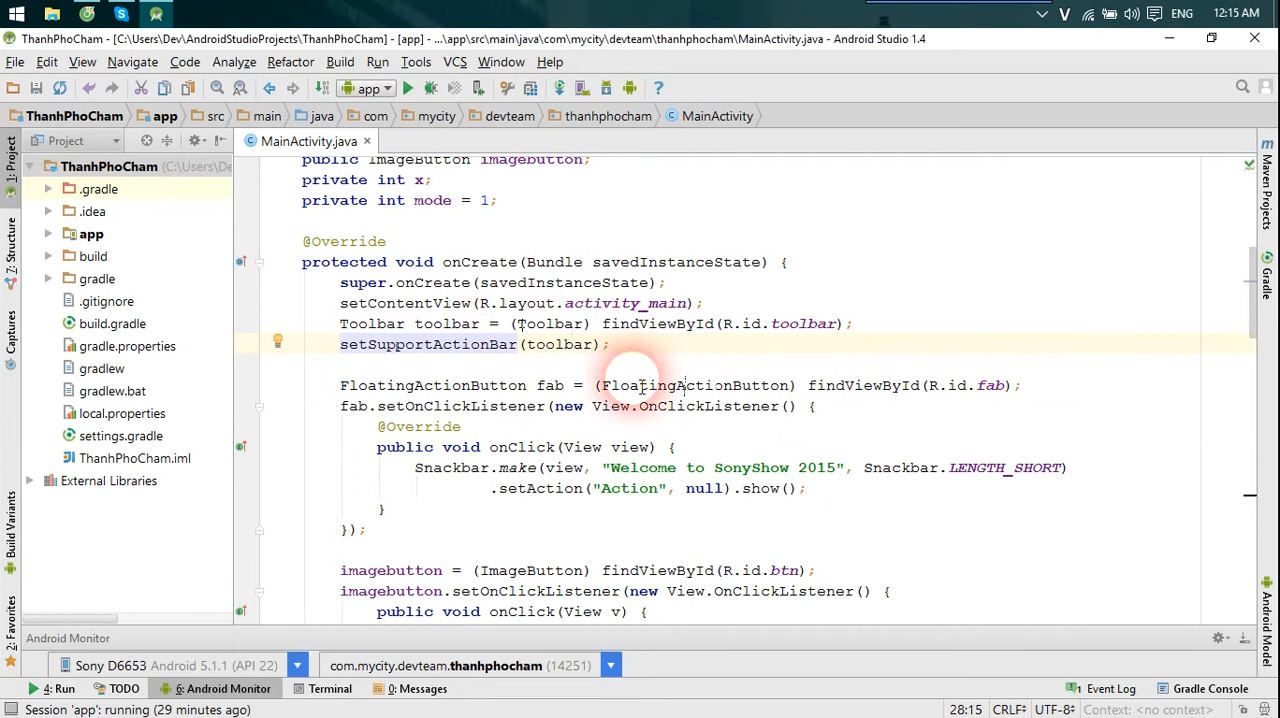 ENG 12:15 AM
ThanhPhoCham - [C:\Users\Dev\AndroidStudioProjects\ThanhPhoCham] - [app] - ...\app\src\main\java\com\mycity\devteam\thanhphocham\MainActivity.java - Android Studio 1.4
File Edit View Navigate Code Analyze Refactor Build Run Tools VCS Window Help
app
ThanhPhoCham app src main java com mycity devteam thanhphocham MainActivity
Project
MainActivity.java
1: Project
7: Structure
Captures
Build Variants
2: Favorites
ThanhPhoCham (C:\Users\De
.gradle
.idea
app
build
gradle
.gitignore
build.gradle
gradle.properties
gradlew
gradlew.bat
local.properties
settings.gradle
ThanhPhoCham.iml
External Libraries
public ImageButton imagebutton;
private int x;
private int mode = 1;
@Override
protected void onCreate(Bundle savedInstanceState) {
super.onCreate(savedInstanceState);
setContentView(R.layout.activity_main);
Toolbar toolbar = (Toolbar) findViewById(R.id.toolbar);
setSupportActionBar(toolbar);
FloatingActionButton fab = (FloatingActionButton) findViewById(R.id.fab);
fab.setOnClickListener(new View.OnClickListener() {
@Override
public void onClick(View view) {
Snackbar.make(view, "Welcome to SonyShow 2015", Snackbar.LENGTH_SHORT)
.setAction("Action", null).show();
}
});
imagebutton = (ImageButton) findViewById(R.id.btn);
imagebutton.setOnClickListener(new View.OnClickListener() {
public void onClick(View v) {
Maven Projects
Gradle
Android Model
Android Monitor
Sony D6653 Android 5.1.1 (API 22) com.mycity.devteam.thanhphocham (14251)
4: Run TODO 6: Android Monitor Terminal 0: Messages 1 Event Log Gradle Console
Session 'app': running (29 minutes ago) 28:15 CRLF UTF-8 Context: <no context>